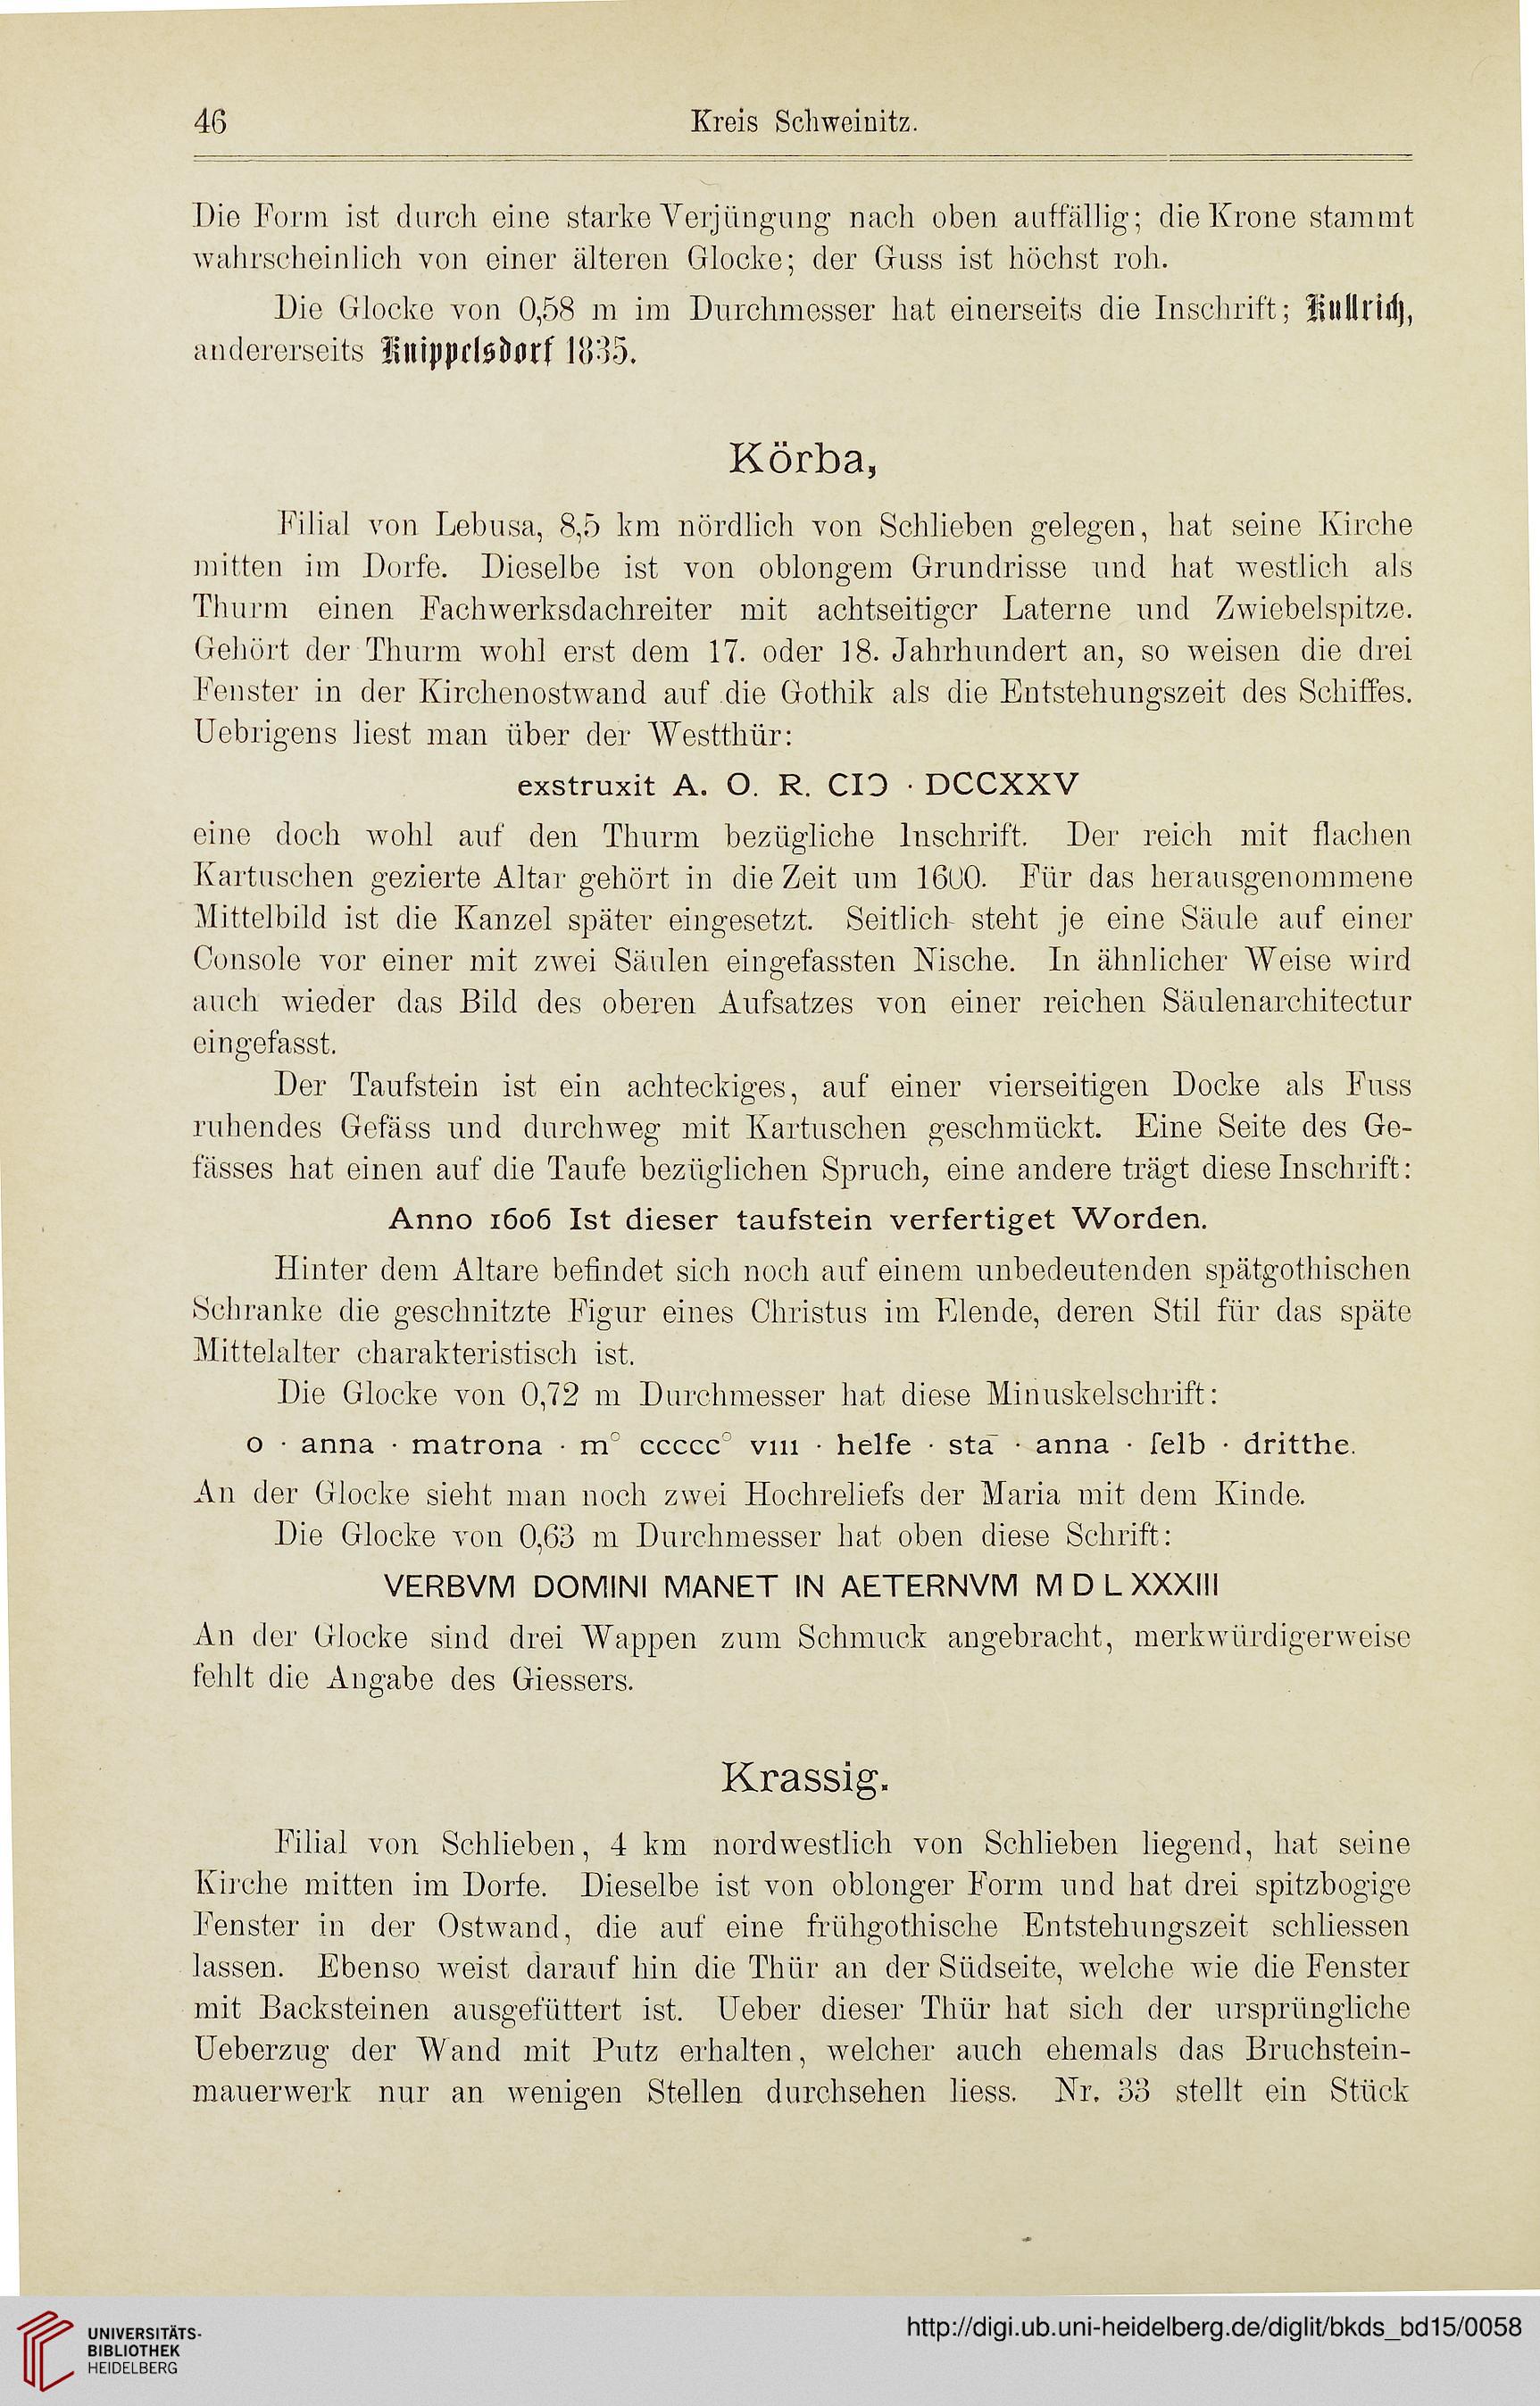 46
Kreis Schweinitz.
Die Form ist durch eine starke Verjüngung nach oben auffällig; die Krone stammt
wahrscheinlich von einer älteren Glocke; der Guss ist höchst roh.
Die Glocke von 0,58 m im Durchmesser hat einerseits die Inschrift; Kullrich,
andererseits Knippelsdorf 1835.
Körba,
Filial von Lebusa, 8,5 km nördlich von Schlieben gelegen, hat seine Kirche
mitten im Dorfe. Dieselbe ist von oblongem Grundrisse und hat westlich als
Thurm einen Fachwerksdachreiter mit achtseitiger Laterne und Zwiebelspitze.
Gehört der Thurm wohl erst dem 17. oder 18. Jahrhundert an, so weisen die drei
Fenster in der Kirchenostwand auf die Gothik als die Entstehungszeit des Schiffes.
Uebrigens liest man über der Westthür:
exstruxit A. O. R. CIƆ · DCCXXV
eine doch wohl auf den Thurm bezügliche Inschrift. Der reich mit flachen
Kartuschen gezierte Altar gehört in die Zeit um 1600. Für das herausgenommene
Mittelbild ist die Kanzel später eingesetzt. Seitlich steht je eine Säule auf einer
Console vor einer mit zwei Säulen eingefassten Nische. In ähnlicher Weise wird
auch wieder das Bild des oberen Aufsatzes von einer reichen Säulenarchitectur
eingefasst.
Der Taufstein ist ein achteckiges, auf einer vierseitigen Docke als Fuss
ruhendes Gefäss und durchweg mit Kartuschen geschmückt. Eine Seite des Ge-
fässes hat einen auf die Taufe bezüglichen Spruch, eine andere trägt diese Inschrift:
Anno 1606 Ist dieser taufstein verfertiget Worden.
Hinter dem Altare befindet sich noch auf einem unbedeutenden spätgothischen
Schranke die geschnitzte Figur eines Christus im Elende, deren Stil für das späte
Mittelalter charakteristisch ist.
Die Glocke von 0,72 m Durchmesser hat diese Minuskelschrift:
o · anna · matrona · m° ccccc° vııı · helfe · sta‾ · anna · ſelb · dritthe.
An der Glocke sieht man noch zwei Hochreliefs der Maria mit dem Kinde.
Die Glocke von 0,63 m Durchmesser hat oben diese Schrift:
VERBVM DOMINI MANET IN AETERNVM M D L XXXIII
An der Glocke sind drei Wappen zum Schmuck angebracht, merkwürdigerweise
fehlt die Angabe des Giessers.
Krassig.
Filial von Schlieben, 4 km nordwestlich von Schlieben liegend, hat seine
Kirche mitten im Dorfe. Dieselbe ist von oblonger Form und hat drei spitzbogige
Fenster in der Ostwand, die auf eine frühgothische Entstehungszeit schliessen
lassen. Ebenso weist darauf hin die Thür an der Südseite, welche wie die Fenster
mit Backsteinen ausgefüttert ist. Ueber dieser Thür hat sich der ursprüngliche
Ueberzug der Wand mit Putz erhalten, welcher auch ehemals das Bruchstein-
mauerwerk nur an wenigen Stellen durchsehen liess. Nr. 33 stellt ein Stück
UNIVERSITÄTS-
BIBLIOTHEK
HEIDELBERG
http://digi.ub.uni-heidelberg.de/diglit/bkds_bd15/0058